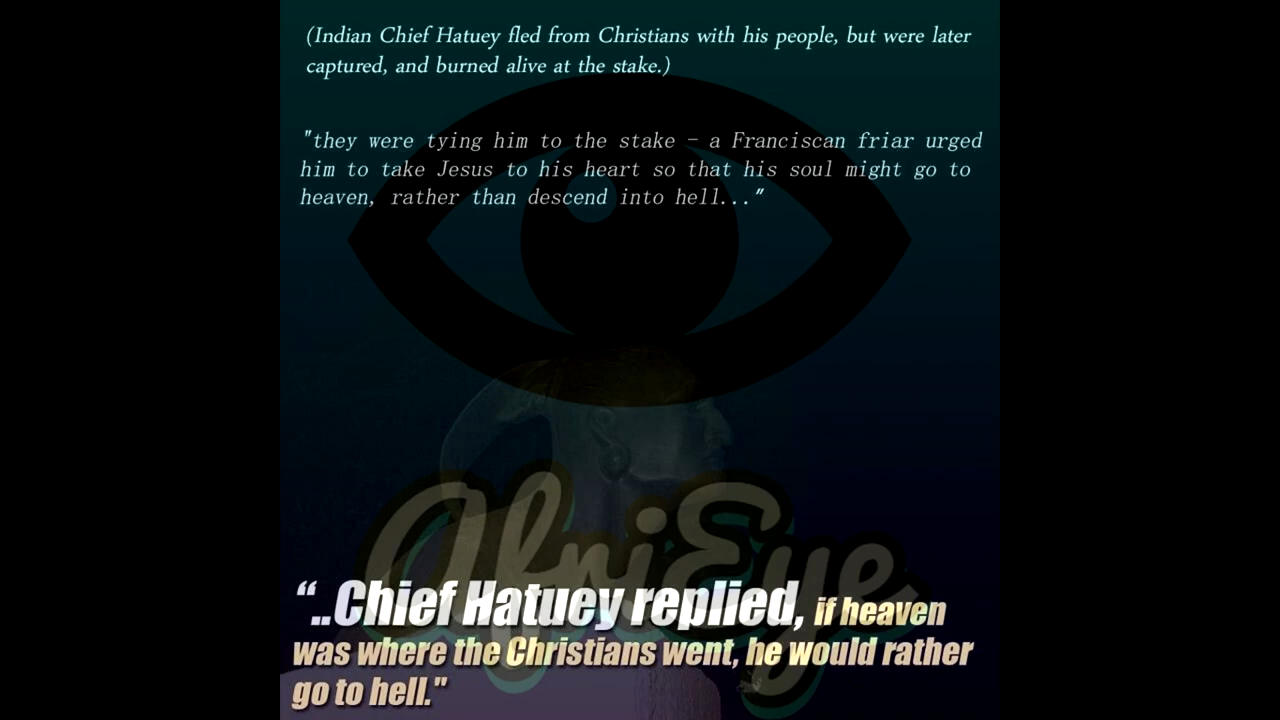 (Indian Chief Hatuey fled from Christians with his people, but were later
captured, and burned alive at the stake.)
"they were tying him to the stake – a Franciscan friar urged
him to take Jesus to his heart so that his soul might go to
heaven, rather than descend into hell..."
AfriEye
“..Chief Hatuey replied, if heaven
was where the Christians went, he would rather
go to hell."